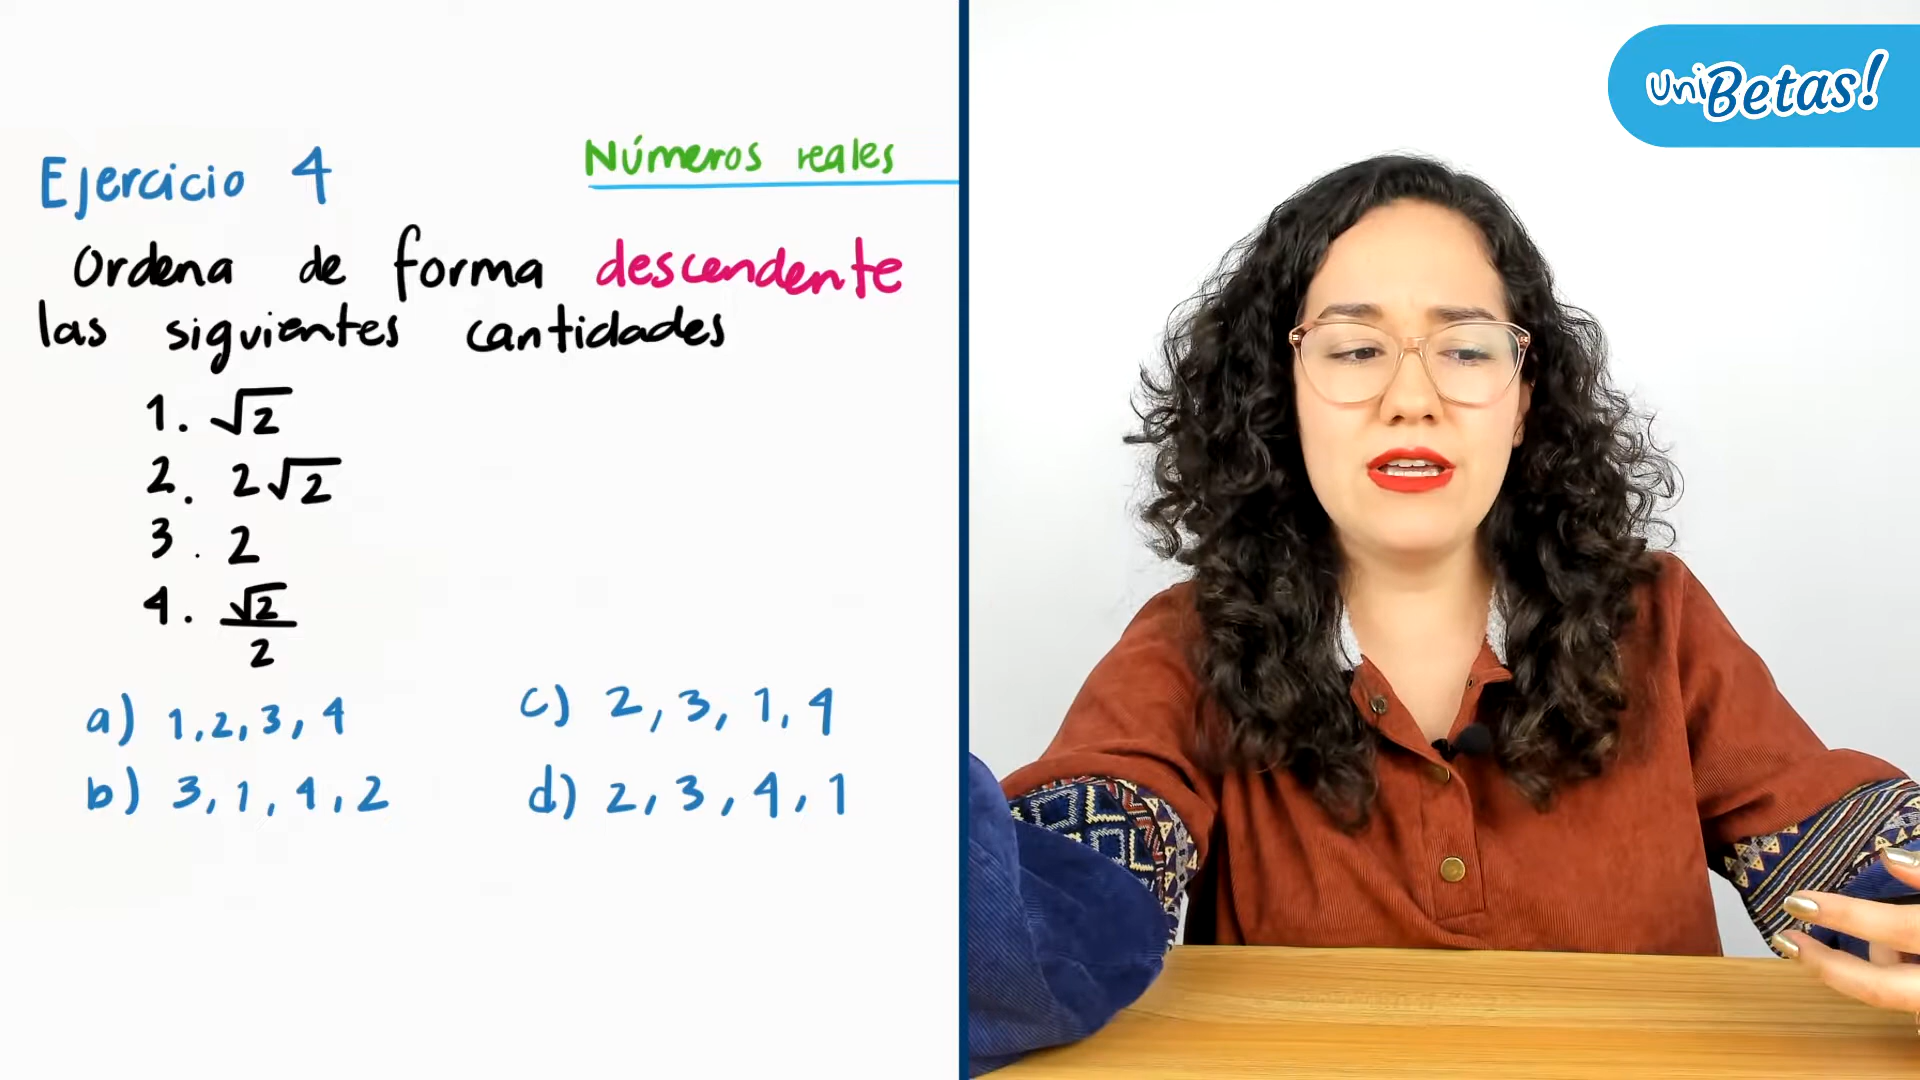 Ejercicio 4
Números reales
Ordena de forma descendente
las siguientes cantidades
1. √2
2. 2√2
3. 2
4. √2/2
a) 1, 2, 3, 4
b) 3, 1, 4, 2
c) 2, 3, 1, 4
d) 2, 3, 4, 1
UniBetas!